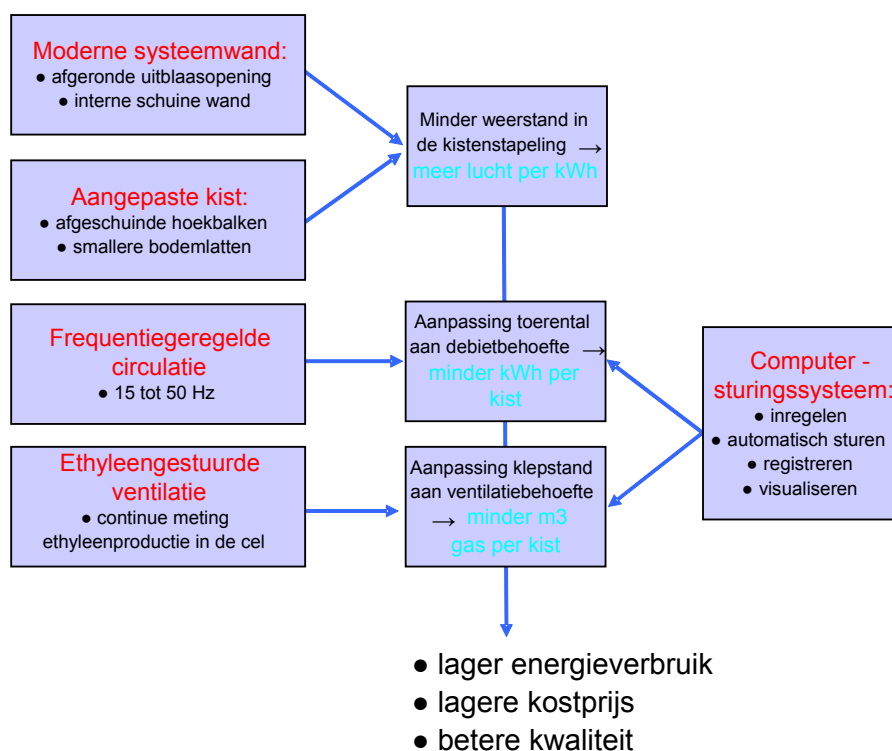 Moderne systeemwand:
● afgeronde uitblaasopening
● interne schuine wand
Aangepaste kist:
● afgeschuinde hoekbalken
● smallere bodemlatten
Minder weerstand in
de kistenstapeling →
meer lucht per kWh
Frequentiegeregelde
circulatie
● 15 tot 50 Hz
Aanpassing toerental
aan debietbehoefte →
minder kWh per
kist
Computer -
sturingssysteem:
● inregelen
● automatisch sturen
● registreren
● visualiseren
Ethyleengestuurde
ventilatie
● continue meting
ethyleenproductie in de cel
Aanpassing klepstand
aan ventilatiebehoefte
→ minder m3
gas per kist
● lager energieverbruik
● lagere kostprijs
● betere kwaliteit